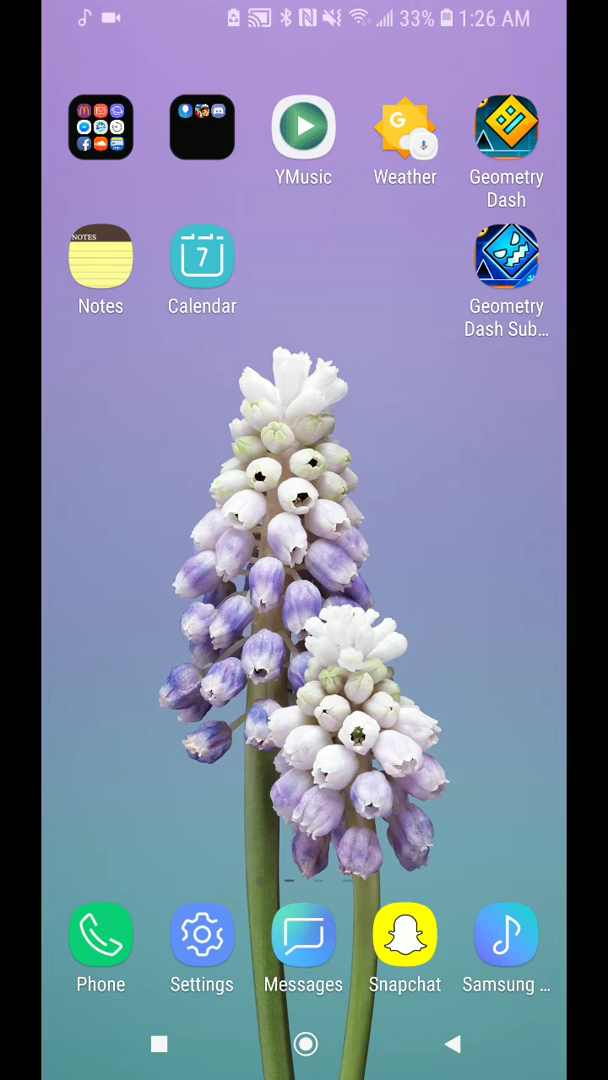 33% 1:26 AM
YMusic
G
Weather
Geometry
Dash
NOTES
Notes
7
Calendar
Geometry
Dash Sub...
Phone
Settings
Messages
Snapchat
Samsung ...